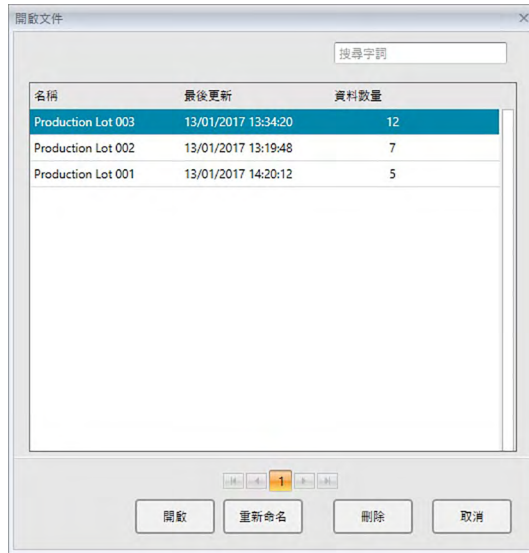 開啟文件
搜尋字詞
名稱 最後更新 資料數量
Production Lot 003 13/01/2017 13:34:20 12
Production Lot 002 13/01/2017 13:19:48 7
Production Lot 001 13/01/2017 14:20:12 5
1
開啟 重新命名 刪除 取消